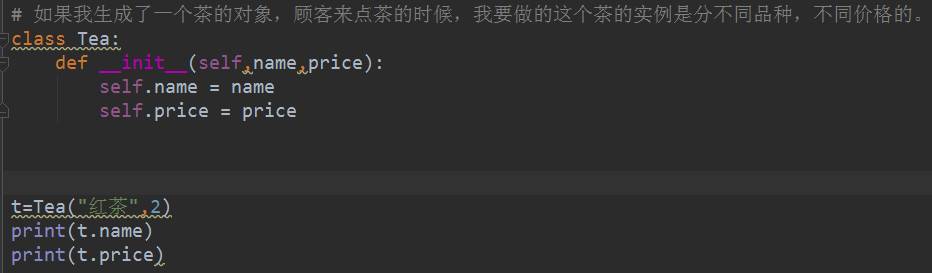 # 如果我生成了一个茶的对象，顾客来点茶的时候，我要做的这个茶的实例是分不同品种，不同价格的。
class Tea:
    def __init__(self,name,price):
        self.name = name
        self.price = price
t=Tea("红茶",2)
print(t.name)
print(t.price)